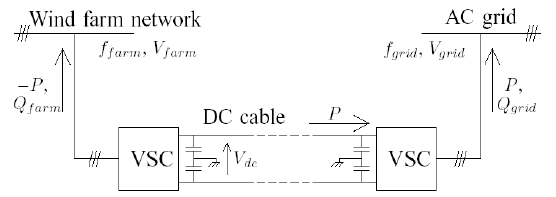 Wind farm network
AC grid
f_farm, V_farm
f_grid, V_grid
−P,
Q_farm
P,
Q_grid
DC cable
P
VSC
V_dc
VSC